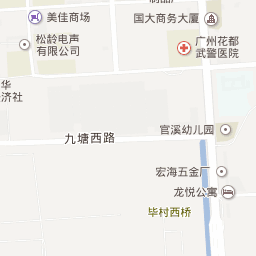 美佳商场
国大商务大厦
松龄电声
有限公司
广州花都
武警医院
华
济社
九塘西路
官溪幼儿园
宏海五金厂
龙悦公寓
毕村西桥